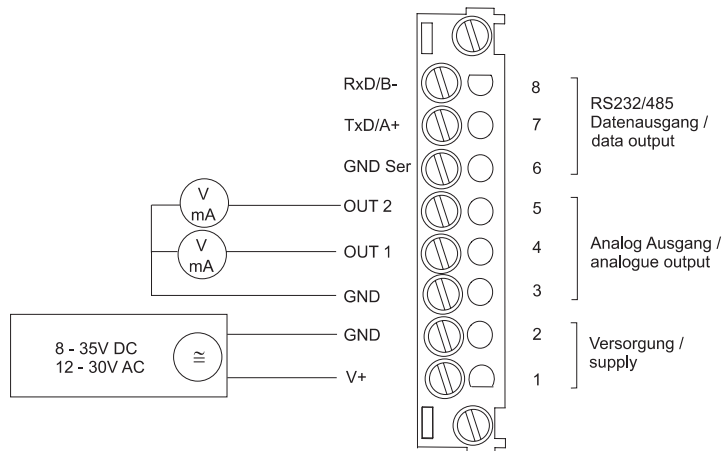 RxD/B- 8
TxD/A+ 7
GND Ser 6
RS232/485
Datenausgang /
data output
V
mA
OUT 2 5
V
mA
OUT 1 4
GND 3
Analog Ausgang /
analogue output
8 - 35V DC
12 - 30V AC
≅
GND 2
V+ 1
Versorgung /
supply